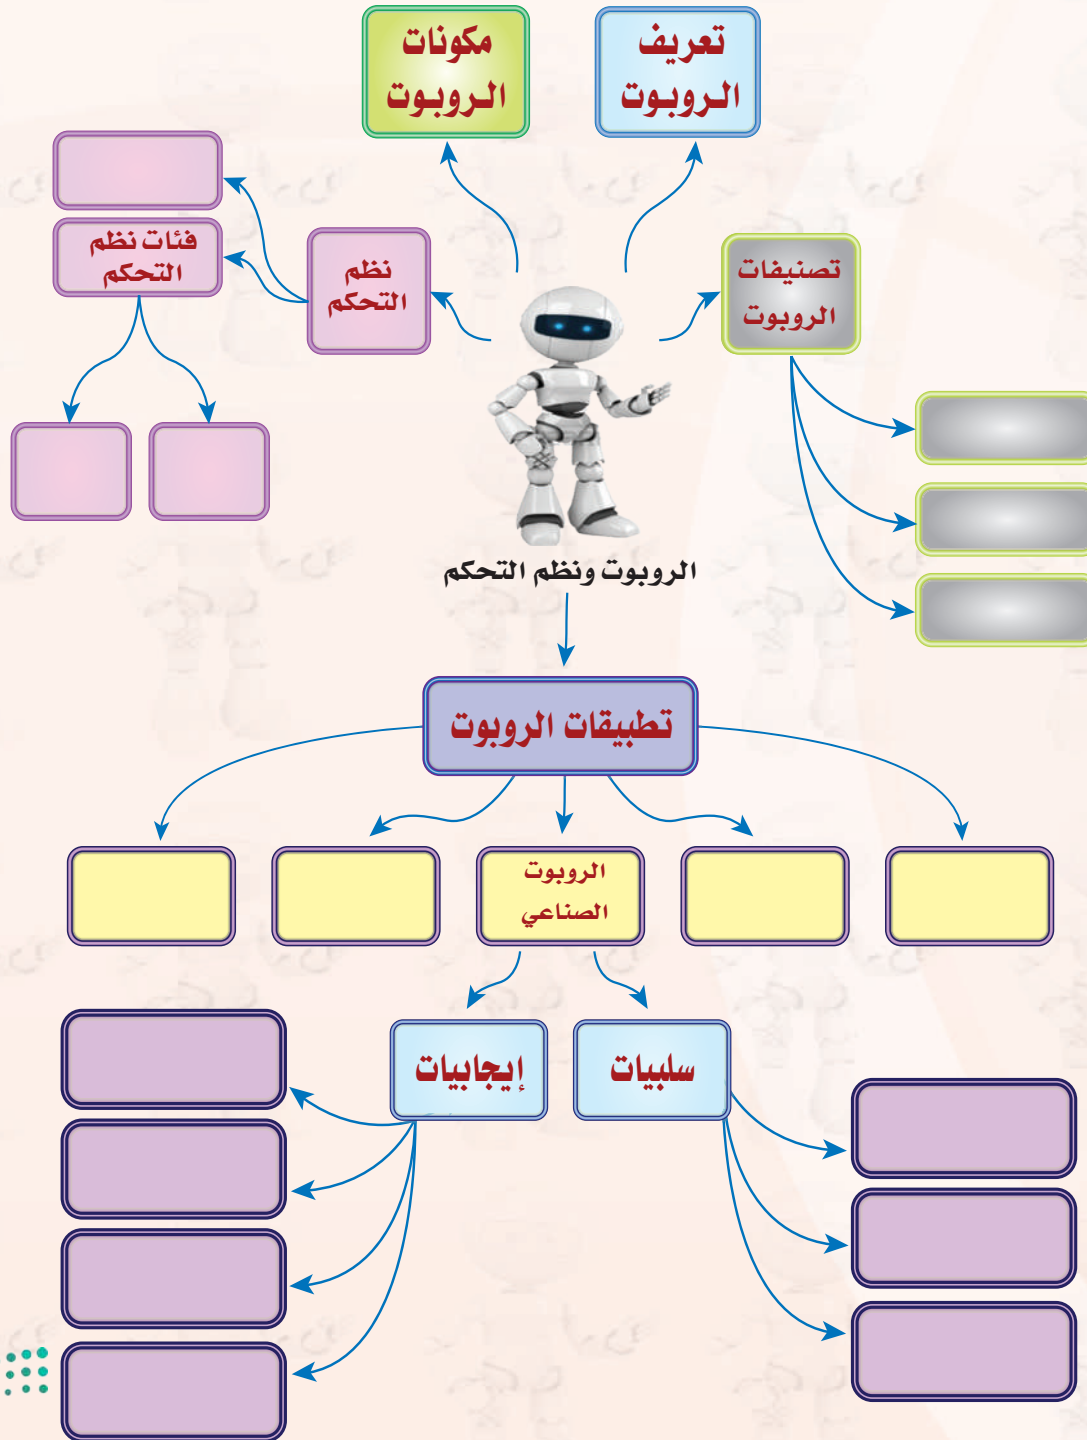 تعريف
الروبوت
مكونات
الروبوت
تصنيفات
الروبوت
نظم
التحكم
فئات نظم
التحكم
الروبوت ونظم التحكم
تطبيقات الروبوت
الروبوت
الصناعي
سلبيات
إيجابيات